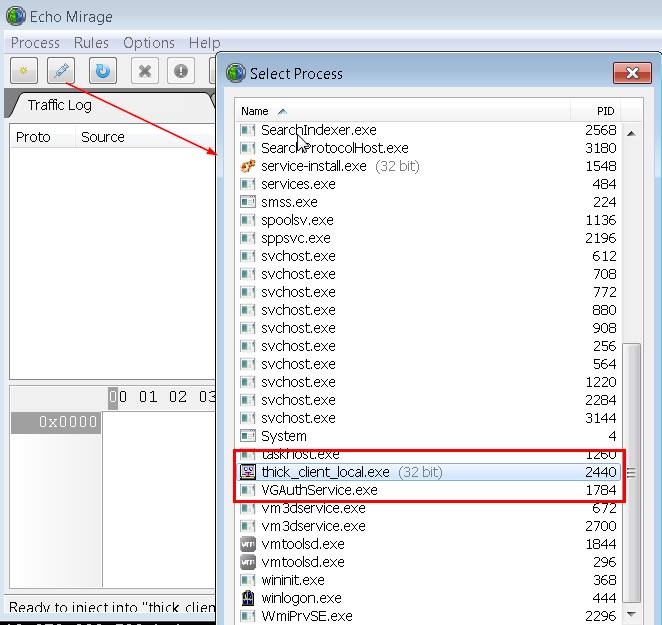 Echo Mirage
Process Rules Options Help
Select Process
Traffic Log
Proto Source
Name PID
SearchIndexer.exe 2568
SearchProtocolHost.exe 3180
service-install.exe (32 bit) 1548
services.exe 484
smss.exe 224
spoolsv.exe 1136
sppsvc.exe 2196
svchost.exe 612
svchost.exe 708
svchost.exe 772
svchost.exe 880
svchost.exe 908
svchost.exe 256
svchost.exe 564
svchost.exe 1220
svchost.exe 2284
svchost.exe 3144
System 4
taskhost.exe 1260
thick_client_local.exe (32 bit) 2440
VGAuthService.exe 1784
vm3dservice.exe 672
vm3dservice.exe 2700
vmtoolsd.exe 1844
vmtoolsd.exe 296
wininit.exe 368
winlogon.exe 444
WmiPrvSE.exe 2296
00 01 02 03
0x0000
Ready to inject into "thick_clien